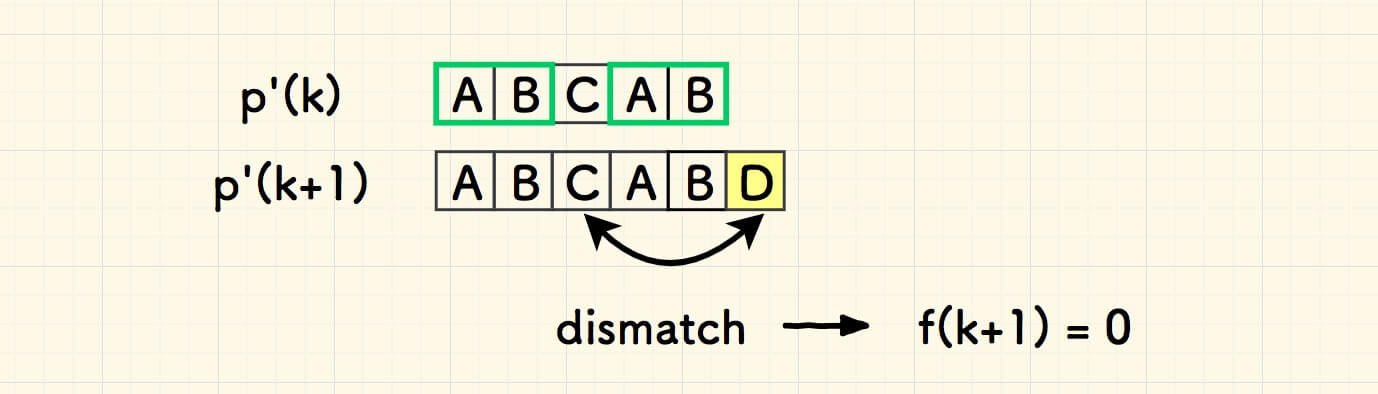 p'(k) A B C A B
p'(k+1) A B C A B D
dismatch → f(k+1) = 0